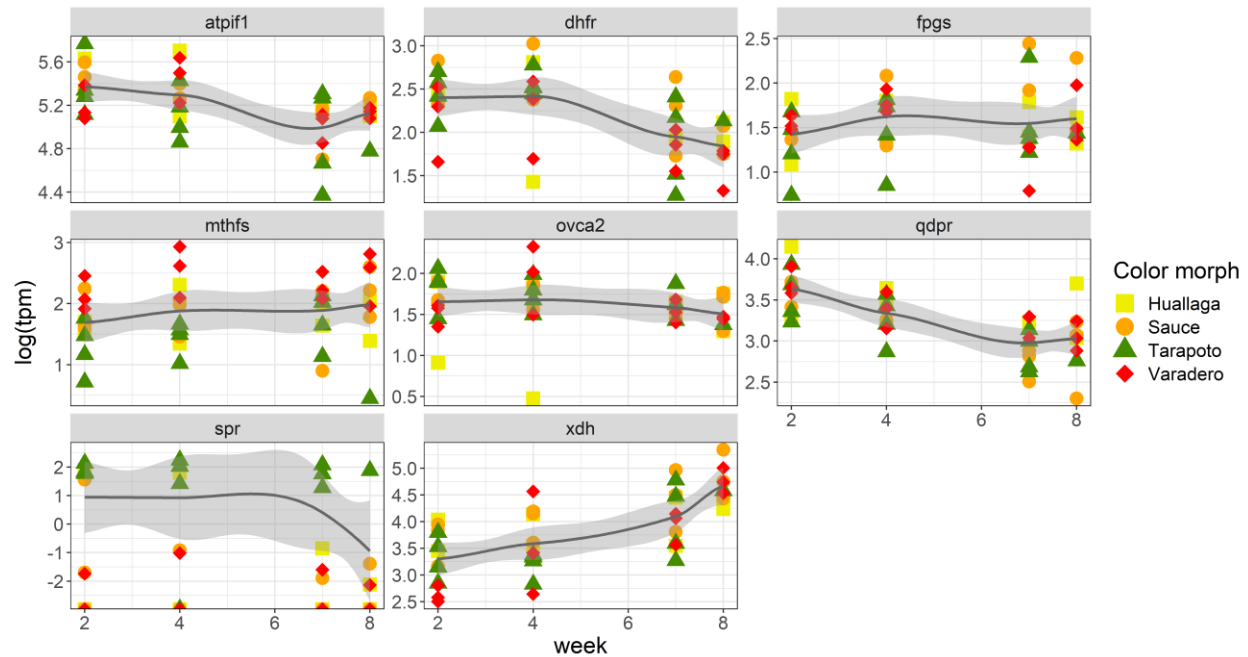 atpif1 dhfr fpgs
5.6 5.2 4.8 4.4
3.0 2.5 2.0 1.5
2.5 2.0 1.5 1.0
mthfs ovca2 qdpr
3 2 1
2.0 1.5 1.0 0.5
4.0 3.5 3.0 2.5
2 4 6 8
spr xdh
2 1 0 -1 -2
5.0 4.5 4.0 3.5 3.0 2.5
2 4 6 8
2 4 6 8
log(tpm)
week
Color morph
Huallaga
Sauce
Tarapoto
Varadero